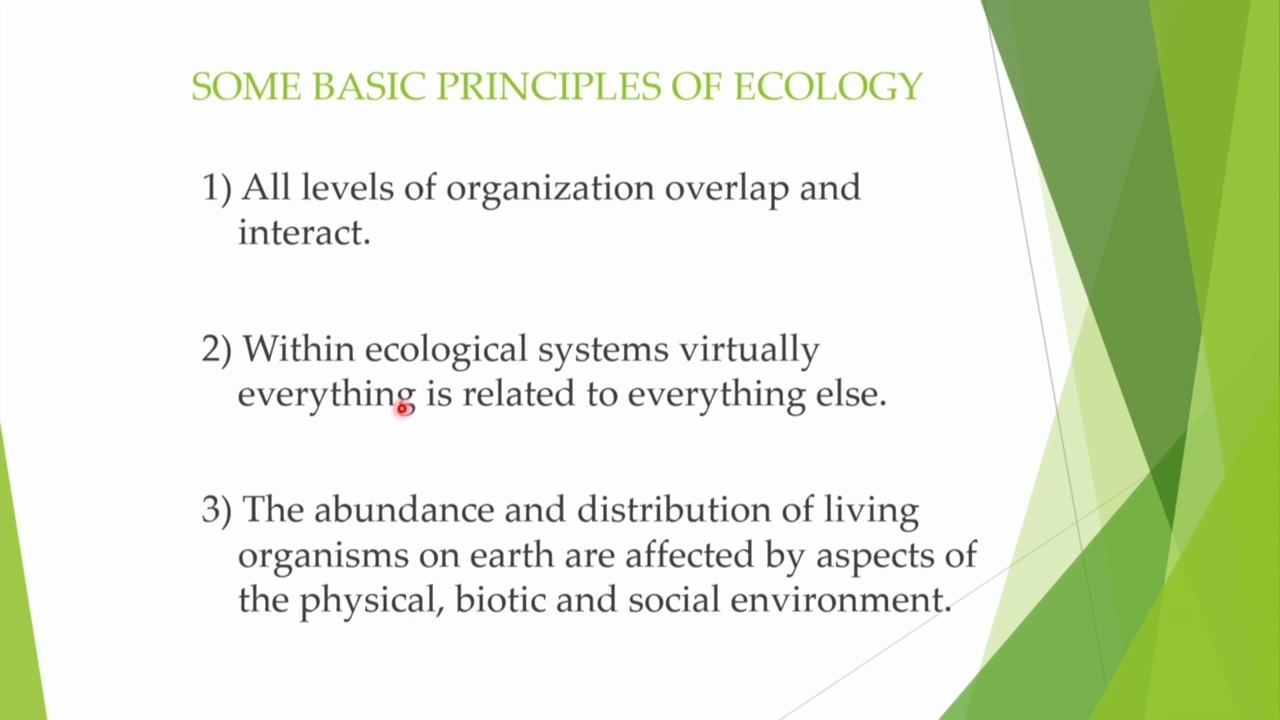 SOME BASIC PRINCIPLES OF ECOLOGY
1) All levels of organization overlap and
interact.
2) Within ecological systems virtually
everything is related to everything else.
3) The abundance and distribution of living
organisms on earth are affected by aspects of
the physical, biotic and social environment.